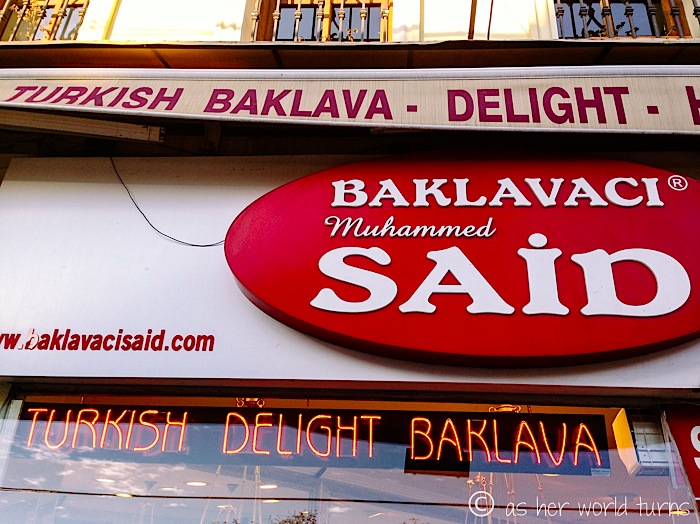 TURKISH BAKLAVA - DELIGHT -
BAKLAVACI ®
Muhammed
SAİD
www.baklavacisaid.com
TURKISH DELIGHT BAKLAVA
© as her world turns